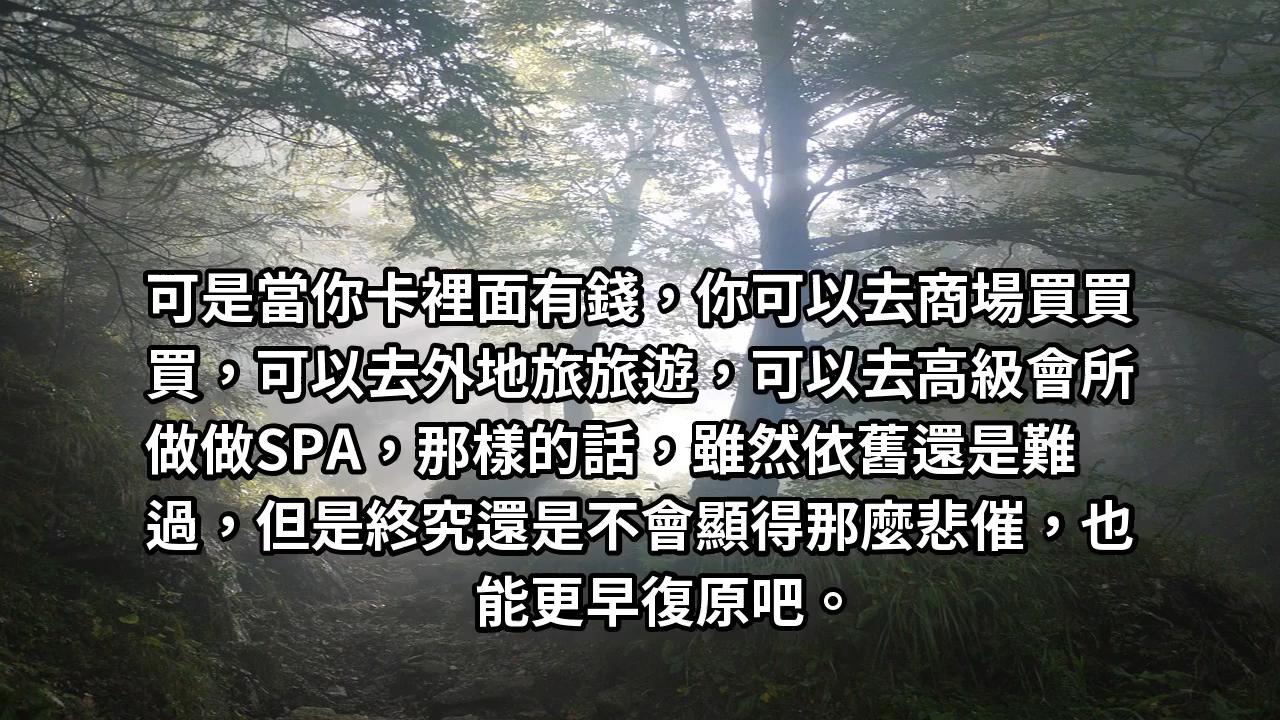 可是當你卡裡面有錢，你可以去商場買買
買，可以去外地旅旅遊，可以去高級會所
做做SPA，那樣的話，雖然依舊還是難
過，但是終究還是不會顯得那麼悲催，也
能更早復原吧。